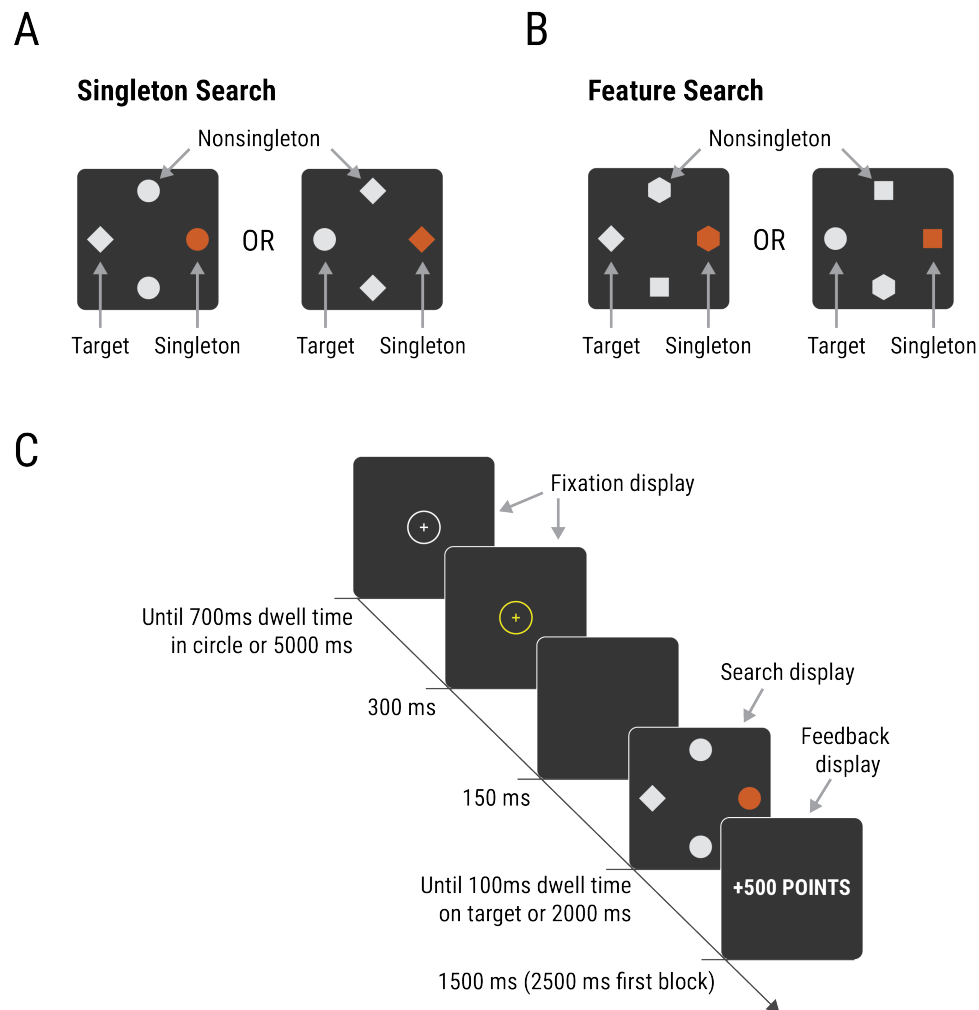 A
Singleton Search
Nonsingleton
OR
Target
Singleton
Target
Singleton
B
Feature Search
Nonsingleton
OR
Target
Singleton
Target
Singleton
C
Fixation display
Until 700ms dwell time
in circle or 5000 ms
300 ms
Search display
150 ms
Feedback
display
Until 100ms dwell time
on target or 2000 ms
+500 POINTS
1500 ms (2500 ms first block)